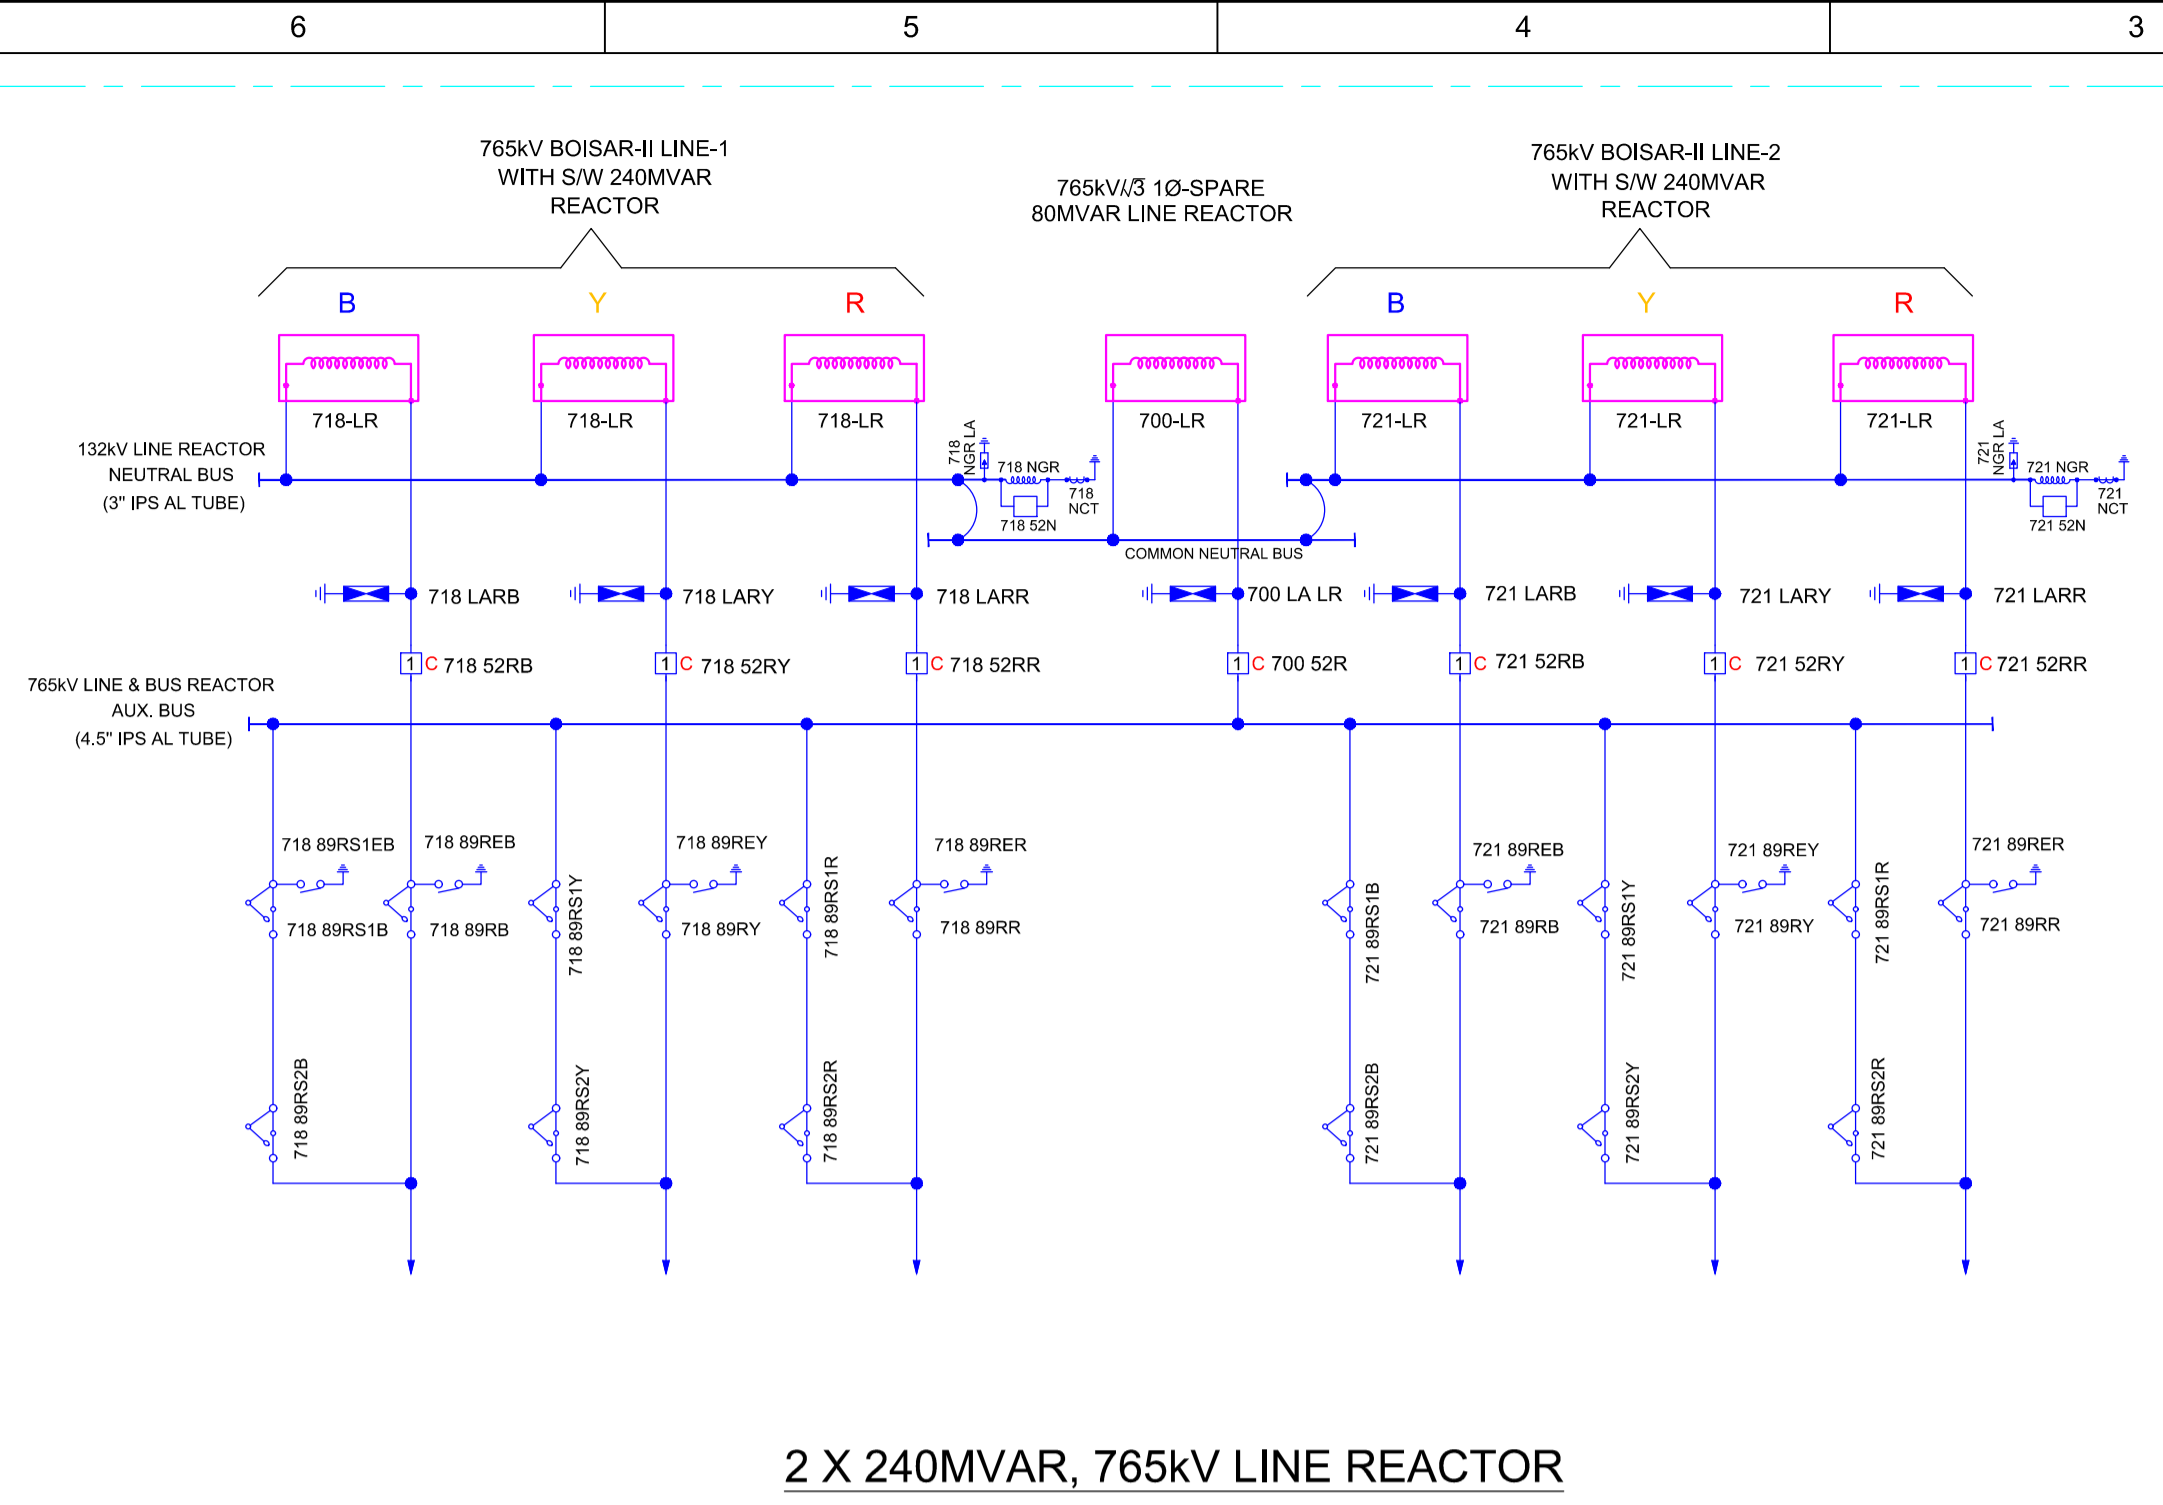 6
5
4
3
765kV BOISAR-II LINE-1
WITH S/W 240MVAR
REACTOR
765kV/√3 1Ø-SPARE
80MVAR LINE REACTOR
765kV BOISAR-II LINE-2
WITH S/W 240MVAR
REACTOR
B
Y
R
B
Y
R
718-LR
718-LR
718-LR
700-LR
721-LR
721-LR
721-LR
132kV LINE REACTOR
NEUTRAL BUS
(3" IPS AL TUBE)
718
NGR LA
718 NGR
718 52N
718
NCT
721
NGR LA
721 NGR
721 52N
721
NCT
COMMON NEUTRAL BUS
718 LARB
718 LARY
718 LARR
700 LA LR
721 LARB
721 LARY
721 LARR
1 C 718 52RB
1 C 718 52RY
1 C 718 52RR
1 C 700 52R
1 C 721 52RB
1 C 721 52RY
1 C 721 52RR
765kV LINE & BUS REACTOR
AUX. BUS
(4.5" IPS AL TUBE)
718 89RS1EB
718 89REB
718 89REY
718 89RER
721 89REB
721 89REY
721 89RER
718 89RS1B
718 89RB
718 89RS1Y
718 89RY
718 89RS1R
718 89RR
721 89RS1B
721 89RB
721 89RS1Y
721 89RY
721 89RS1R
721 89RR
718 89RS2B
718 89RS2Y
718 89RS2R
721 89RS2B
721 89RS2Y
721 89RS2R
2 X 240MVAR, 765kV LINE REACTOR